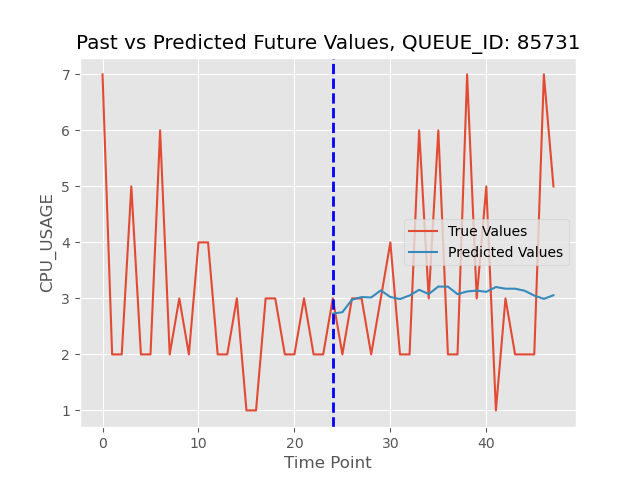 Past vs Predicted Future Values, QUEUE_ID: 85731
7
6
5
4
3
2
1
CPU_USAGE
True Values
Predicted Values
0
10
20
30
40
Time Point